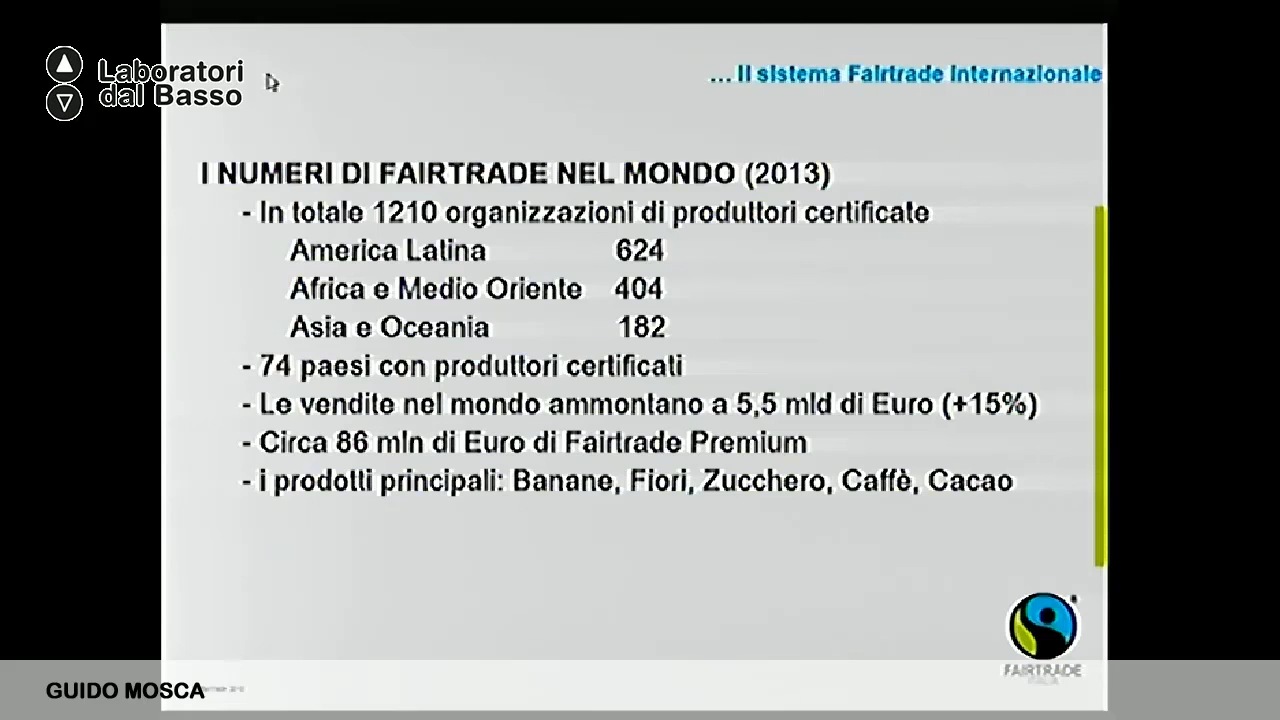 Laboratori
dal Basso
... Il sistema Fairtrade Internazionale
I NUMERI DI FAIRTRADE NEL MONDO (2013)
- In totale 1210 organizzazioni di produttori certificate
America Latina 624
Africa e Medio Oriente 404
Asia e Oceania 182
- 74 paesi con produttori certificati
- Le vendite nel mondo ammontano a 5,5 mld di Euro (+15%)
- Circa 86 mln di Euro di Fairtrade Premium
- i prodotti principali: Banane, Fiori, Zucchero, Caffè, Cacao
FAIRTRADE
GUIDO MOSCA